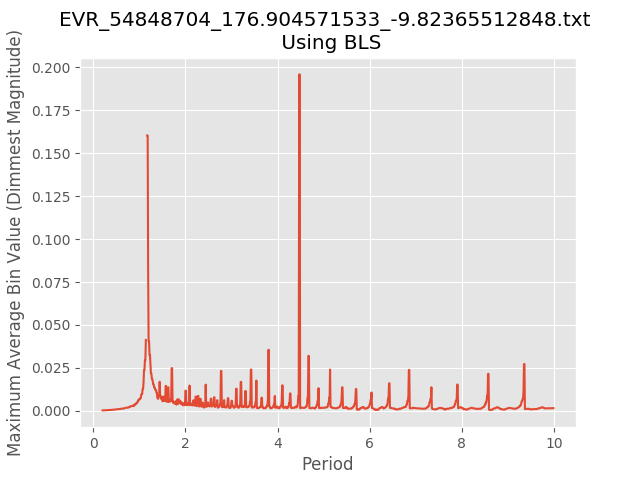 EVR_54848704_176.904571533_-9.82365512848.txt
Using BLS
Maximum Average Bin Value (Dimmest Magnitude)
0.200
0.175
0.150
0.125
0.100
0.075
0.050
0.025
0.000
0 2 4 6 8 10
Period